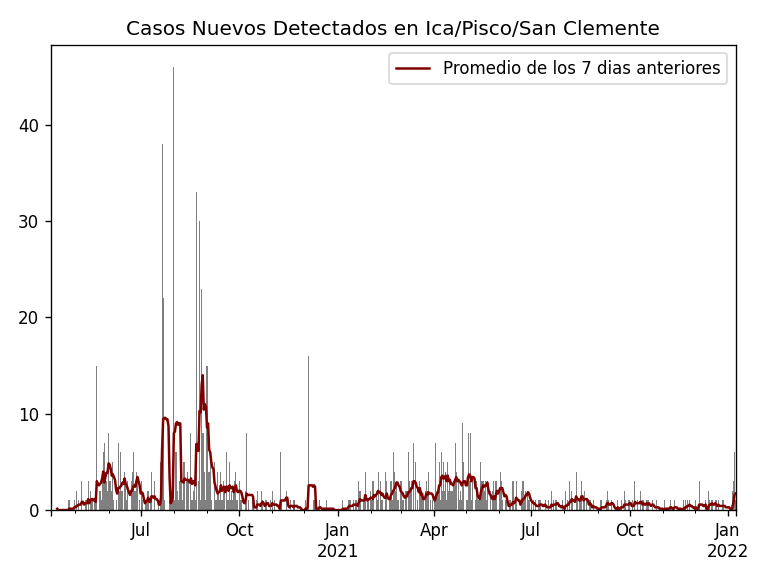 Casos Nuevos Detectados en Ica/Pisco/San Clemente
Promedio de los 7 dias anteriores
40
30
20
10
0
Jul Oct Jan Apr Jul Oct Jan
2021 2022